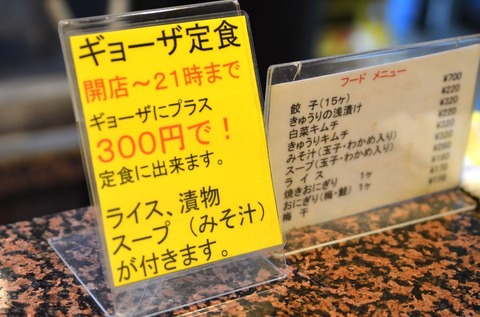 ギョーザ定食
開店～21時まで
ギョーザにプラス
300円で！
定食に出来ます。
ライス、漬物
スープ（みそ汁）
が付きます。
フード メニュー
餃 子(15ヶ) ¥700
きゅうりの浅漬け ¥220
白菜キムチ ¥320
きゅうりキムチ ¥320
みそ汁(玉子・わかめ入り)
スープ(玉子・わかめ入り)
ライス
焼きおにぎり 1ヶ
おにぎり(梅・鮭) 1ヶ
梅 干